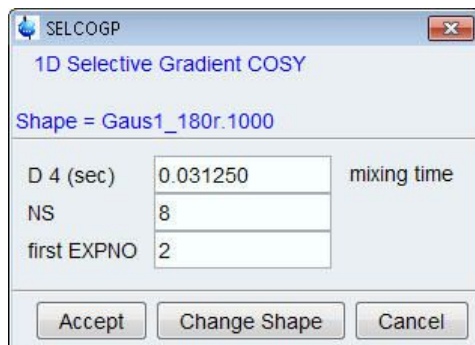 SELCOGP
1D Selective Gradient COSY
Shape = Gaus1_180r.1000
D 4 (sec) 0.031250 mixing time
NS 8
first EXPNO 2
Accept Change Shape Cancel